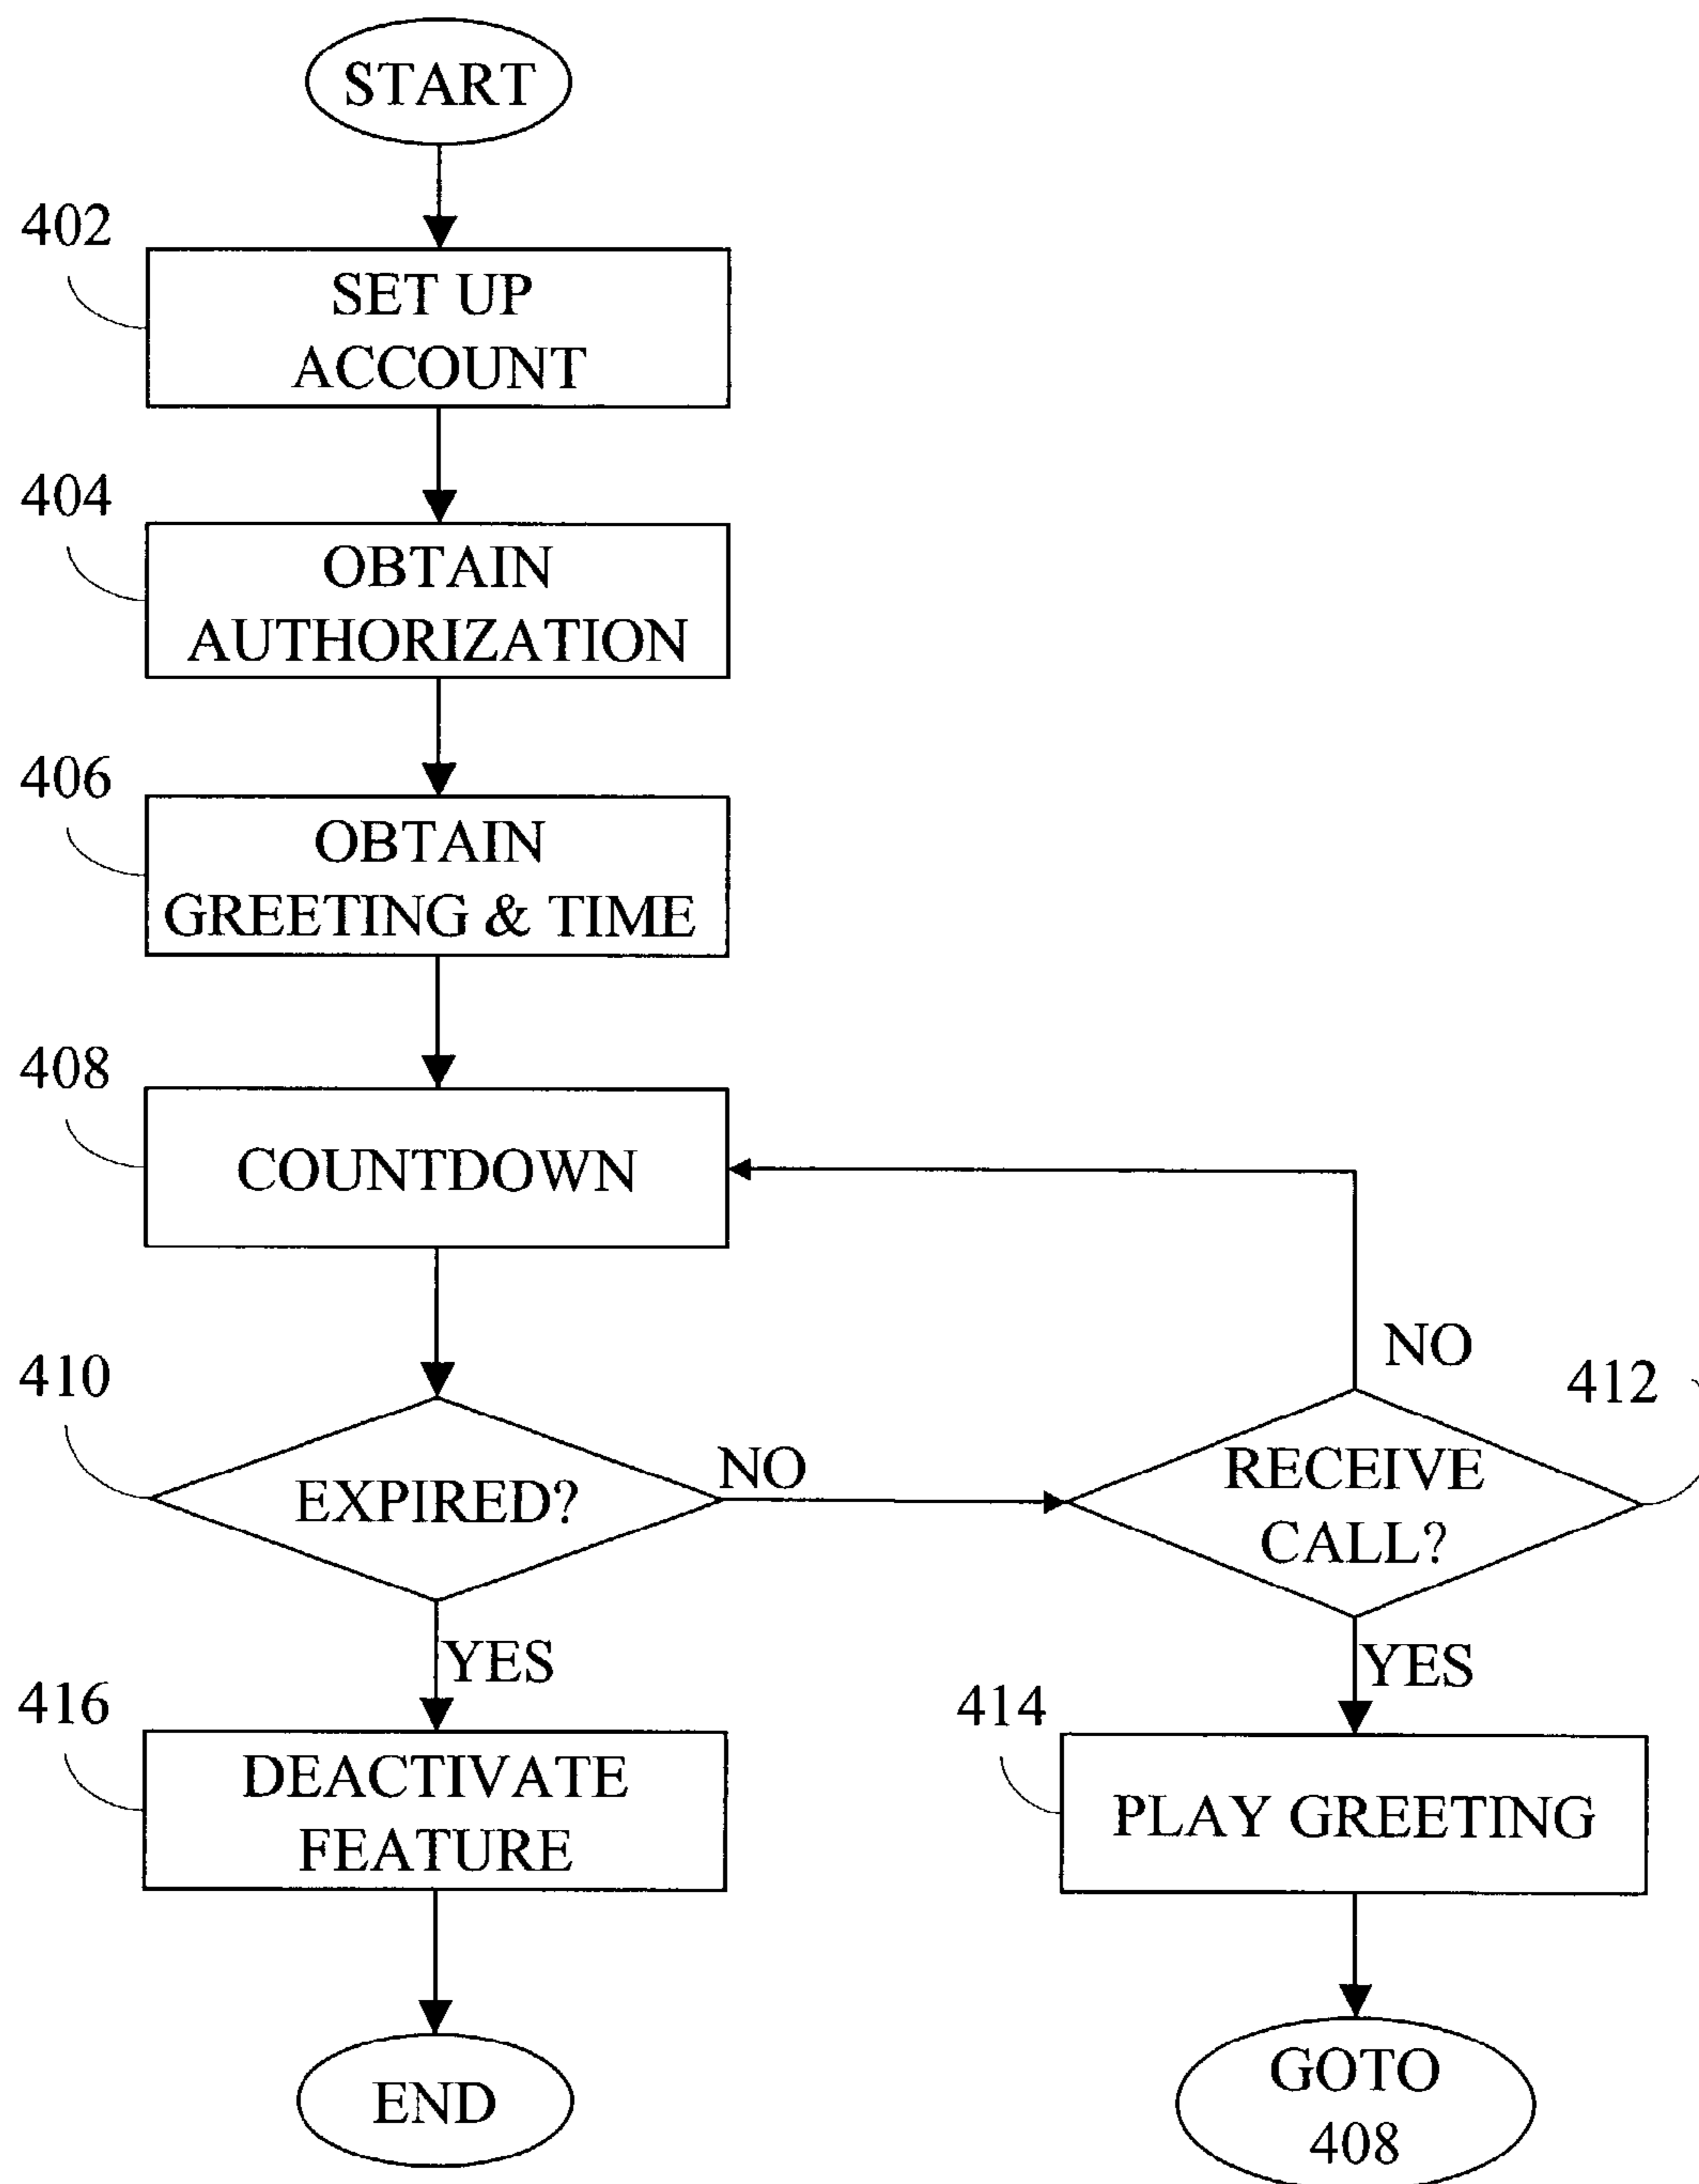 START
402
SET UP
ACCOUNT
404
OBTAIN
AUTHORIZATION
406
OBTAIN
GREETING & TIME
408
COUNTDOWN
410
EXPIRED?
NO
NO
412
RECEIVE
CALL?
YES
YES
416
DEACTIVATE
FEATURE
414
PLAY GREETING
END
GOTO
408